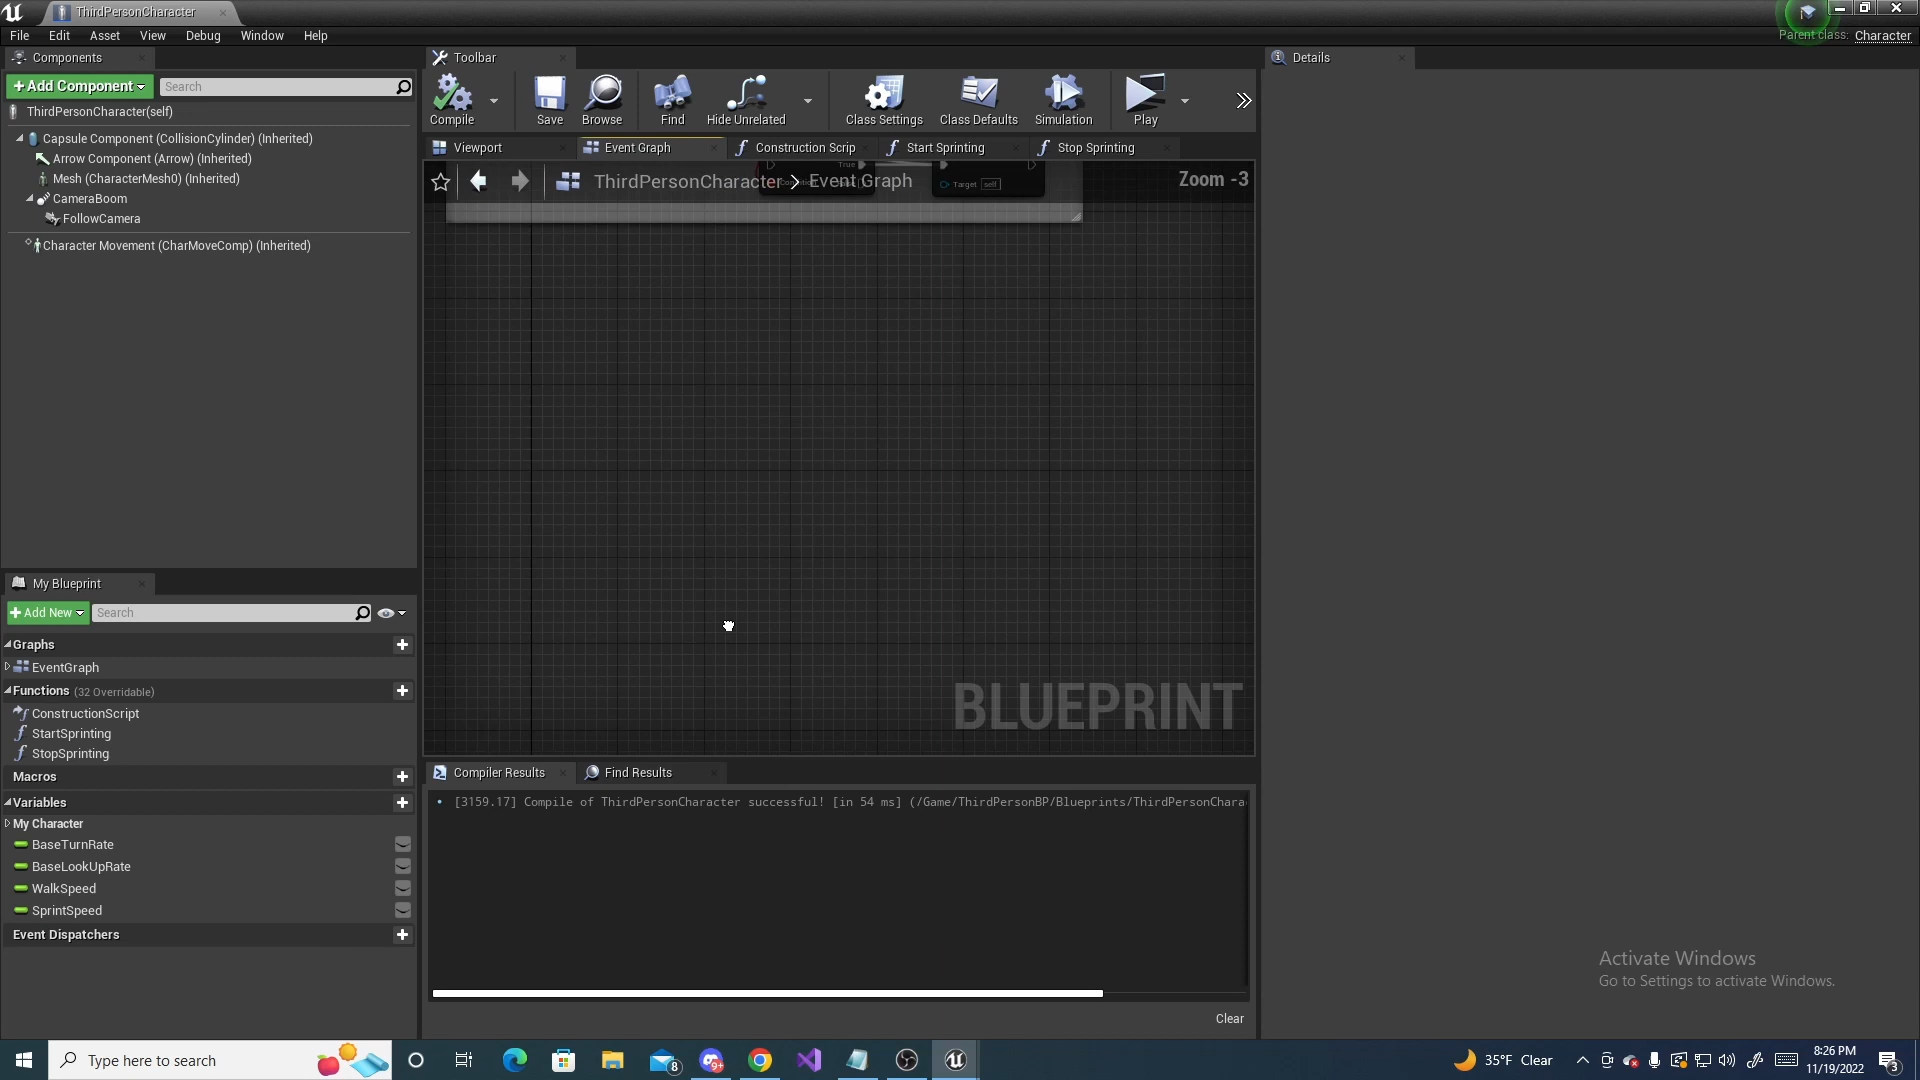 ThirdPersonCharacter
File Edit Asset View Debug Window Help
Parent class: Character
Components
+ Add Component
Search
ThirdPersonCharacter(self)
Capsule Component (CollisionCylinder) (Inherited)
Arrow Component (Arrow) (Inherited)
Mesh (CharacterMesh0) (Inherited)
CameraBoom
FollowCamera
Character Movement (CharMoveComp) (Inherited)
Toolbar
Compile Save Browse Find Hide Unrelated Class Settings Class Defaults Simulation Play
Viewport Event Graph Construction Scrip Start Sprinting Stop Sprinting
ThirdPersonCharacter > Event Graph
Zoom -3
True
Target self
BLUEPRINT
Details
My Blueprint
+ Add New
Search
Graphs
EventGraph
Functions (32 Overridable)
ConstructionScript
StartSprinting
StopSprinting
Macros
Variables
My Character
BaseTurnRate
BaseLookUpRate
WalkSpeed
SprintSpeed
Event Dispatchers
Compiler Results Find Results
[3159.17] Compile of ThirdPersonCharacter successful! [in 54 ms] (/Game/ThirdPersonBP/Blueprints/ThirdPersonChara
Clear
Activate Windows
Go to Settings to activate Windows.
Type here to search
8
9+
35°F Clear
8:26 PM
11/19/2022
3